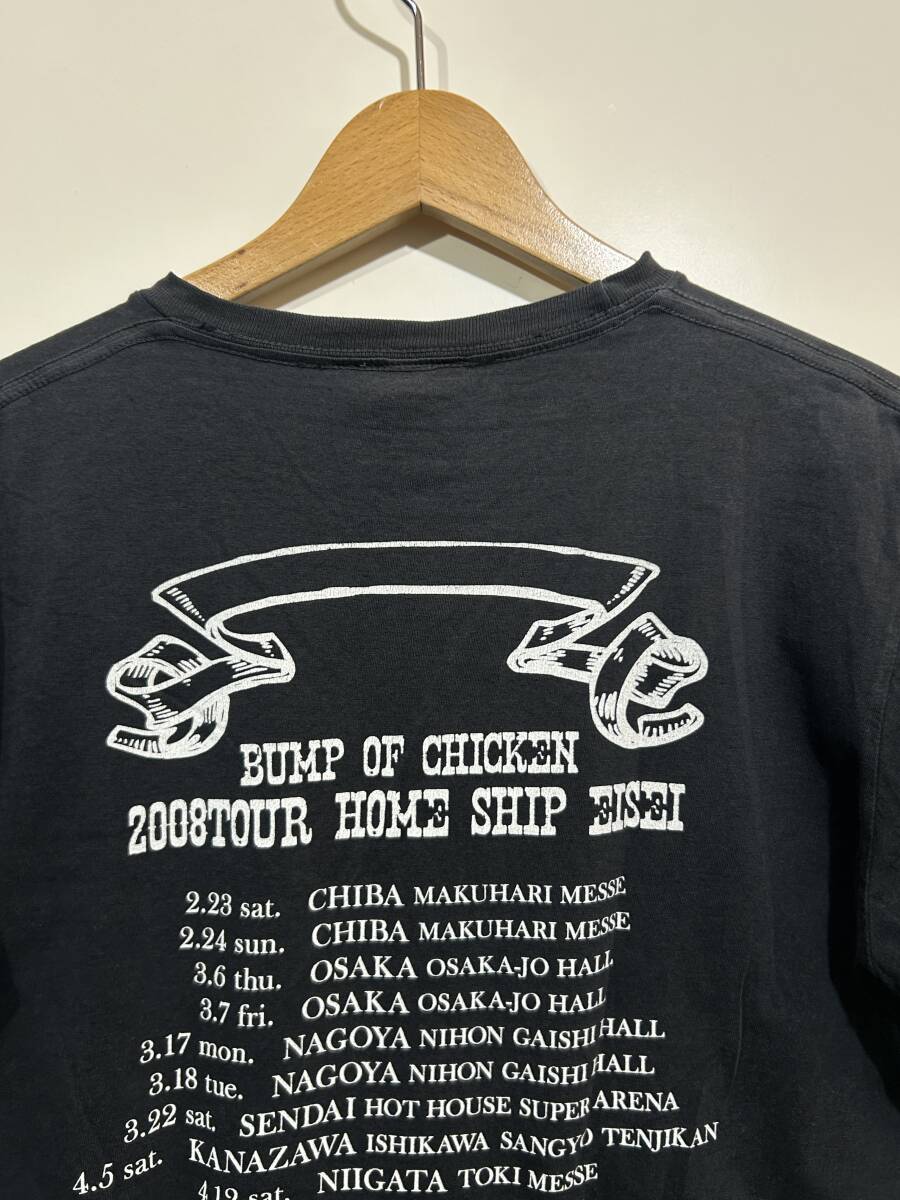 BUMP OF CHICKEN
2008TOUR HOME SHIP EISEI
2.23 sat. CHIBA MAKUHARI MESSE
2.24 sun. CHIBA MAKUHARI MESSE
3.6 thu. OSAKA OSAKA-JO HALL
3.7 fri. OSAKA OSAKA-JO HALL
3.17 mon. NAGOYA NIHON GAISHI HALL
3.18 tue. NAGOYA NIHON GAISHI HALL
3.22 sat. SENDAI HOT HOUSE SUPER ARENA
4.5 sat. KANAZAWA ISHIKAWA SANGYO TENJIKAN
4.19 sat. NIIGATA TOKI MESSE